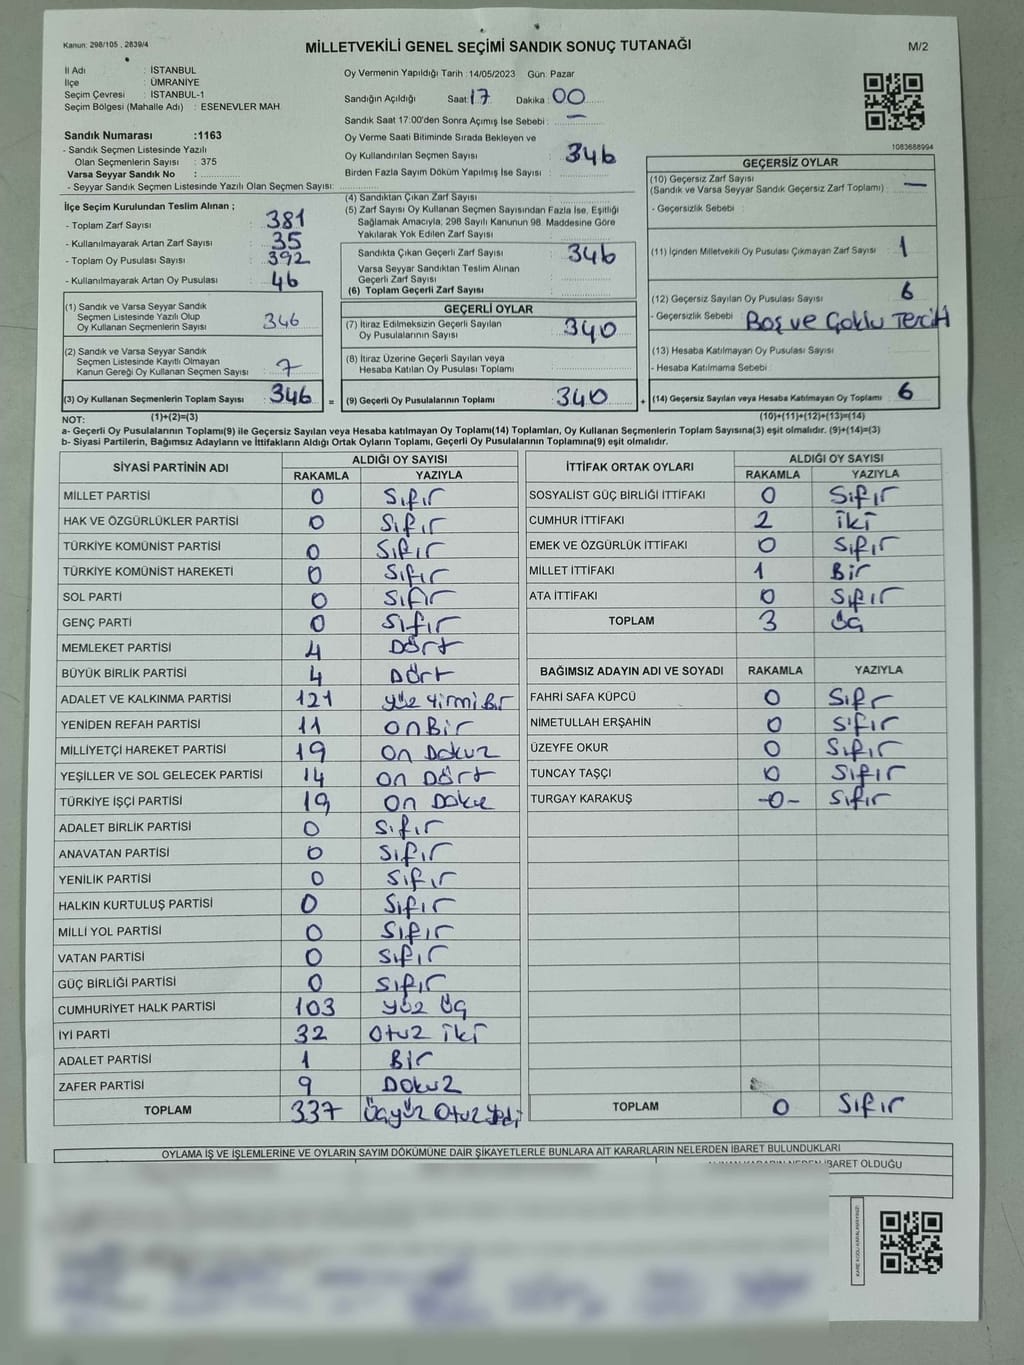 Kanun: 298/105 , 2839/4
MİLLETVEKİLİ GENEL SEÇİMİ SANDIK SONUÇ TUTANAĞI
M/2
İl Adı : İSTANBUL
İlçe : ÜMRANİYE
Seçim Çevresi : İSTANBUL-1
Seçim Bölgesi (Mahalle Adı) : ESENEVLER MAH.
Oy Vermenin Yapıldığı Tarih : 14/05/2023 Gün: Pazar
Sandığın Açıldığı Saat: 17 Dakika : 00
Sandık Saat 17:00'den Sonra Açımış İse Sebebi : —
Sandık Numarası :1163
- Sandık Seçmen Listesinde Yazılı
Olan Seçmenlerin Sayısı : 375
Varsa Seyyar Sandık No :
- Seyyar Sandık Seçmen Listesinde Yazılı Olan Seçmen Sayısı:
Oy Verme Saati Bitiminde Sırada Bekleyen ve
Oy Kullandırılan Seçmen Sayısı : 346
Birden Fazla Sayım Döküm Yapılmış İse Sayısı :
1083688994
İlçe Seçim Kurulundan Teslim Alınan ;
- Toplam Zarf Sayısı : 381
- Kullanılmayarak Artan Zarf Sayısı : 35
- Toplam Oy Pusulası Sayısı : 392
- Kullanılmayarak Artan Oy Pusulası : 46
(1) Sandık ve Varsa Seyyar Sandık
Seçmen Listesinde Yazılı Olup
Oy Kullanan Seçmenlerin Sayısı : 346
(2) Sandık ve Varsa Seyyar Sandık
Seçmen Listesinde Kayıtlı Olmayan
Kanun Gereği Oy Kullanan Seçmen Sayısı : 7
(3) Oy Kullanan Seçmenlerin Toplam Sayısı : 346 =
(4) Sandıktan Çıkan Zarf Sayısı :
(5) Zarf Sayısı Oy Kullanan Seçmen Sayısından Fazla İse, Eşitliği
Sağlamak Amacıyla, 298 Sayılı Kanunun 98. Maddesine Göre
Yakılarak Yok Edilen Zarf Sayısı :
Sandıkta Çıkan Geçerli Zarf Sayısı : 346
Varsa Seyyar Sandıktan Teslim Alınan
Geçerli Zarf Sayısı :
(6) Toplam Geçerli Zarf Sayısı :
GEÇERLİ OYLAR
(7) İtiraz Edilmeksizin Geçerli Sayılan
Oy Pusulalarının Sayısı : 340
(8) İtiraz Üzerine Geçerli Sayılan veya
Hesaba Katılan Oy Pusulası Toplamı :
(9) Geçerli Oy Pusulalarının Toplamı : 340 +
GEÇERSİZ OYLAR
(10) Geçersiz Zarf Sayısı
(Sandık ve Varsa Seyyar Sandık Geçersiz Zarf Toplamı) : —
- Geçersizlik Sebebi :
(11) İçinden Milletvekili Oy Pusulası Çıkmayan Zarf Sayısı : 1
(12) Geçersiz Sayılan Oy Pusulası Sayısı : 6
- Geçersizlik Sebebi : Boş ve Çoklu Tercih
(13) Hesaba Katılmayan Oy Pusulası Sayısı :
- Hesaba Katılmama Sebebi :
(14) Geçersiz Sayılan veya Hesaba Katılmayan Oy Toplamı : 6
NOT: (1)+(2)=(3) (10)+(11)+(12)+(13)=(14)
a- Geçerli Oy Pusulalarının Toplamı(9) ile Geçersiz Sayılan veya Hesaba katılmayan Oy Toplamı(14) Toplamları, Oy Kullanan Seçmenlerin Toplam Sayısına(3) eşit olmalıdır. (9)+(14)=(3)
b- Siyasi Partilerin, Bağımsız Adayların ve İttifakların Aldığı Ortak Oyların Toplamı, Geçerli Oy Pusulalarının Toplamına(9) eşit olmalıdır.
SİYASİ PARTİNİN ADI ALDIĞI OY SAYISI
RAKAMLA YAZIYLA
MİLLET PARTİSİ 0 Sıfır
HAK VE ÖZGÜRLÜKLER PARTİSİ 0 Sıfır
TÜRKİYE KOMÜNİST PARTİSİ 0 Sıfır
TÜRKİYE KOMÜNİST HAREKETİ 0 Sıfır
SOL PARTİ 0 Sıfır
GENÇ PARTİ 0 Sıfır
MEMLEKET PARTİSİ 4 Dört
BÜYÜK BİRLİK PARTİSİ 4 Dört
ADALET VE KALKINMA PARTİSİ 121 yüz yirmi Bir
YENİDEN REFAH PARTİSİ 11 on Bir
MİLLİYETÇİ HAREKET PARTİSİ 19 on Dokuz
YEŞİLLER VE SOL GELECEK PARTİSİ 14 on Dört
TÜRKİYE İŞÇİ PARTİSİ 19 on
ADALET BİRLİK PARTİSİ 0 Sıfır
ANAVATAN PARTİSİ 0 Sıfır
YENİLİK PARTİSİ 0 Sıfır
HALKIN KURTULUŞ PARTİSİ 0 Sıfır
MİLLİ YOL PARTİSİ 0 Sıfır
VATAN PARTİSİ 0 Sıfır
GÜÇ BİRLİĞİ PARTİSİ 0 Sıfır
CUMHURİYET HALK PARTİSİ 103 yüz üç
İYİ PARTİ 32 Otuz iki
ADALET PARTİSİ 1 Bir
ZAFER PARTİSİ 9 Dokuz
TOPLAM 337 Üçyüz Otuz Yedi
İTTİFAK ORTAK OYLARI ALDIĞI OY SAYISI
RAKAMLA YAZIYLA
SOSYALİST GÜÇ BİRLİĞİ İTTİFAKI 0 Sıfır
CUMHUR İTTİFAKI 2 iki
EMEK VE ÖZGÜRLÜK İTTİFAKI 0 Sıfır
MİLLET İTTİFAKI 1 Bir
ATA İTTİFAKI 0 Sıfır
TOPLAM 3 üç
BAĞIMSIZ ADAYIN ADI VE SOYADI RAKAMLA YAZIYLA
FAHRİ SAFA KÜPCÜ 0 Sıfr
NİMETULLAH ERŞAHİN 0 Sıfır
ÜZEYFE OKUR 0 Sıfır
TUNCAY TAŞÇI 0 Sıfır
TURGAY KARAKUŞ -0- Sıfır
TOPLAM 0 Sıfır
OYLAMA İŞ VE İŞLEMLERİNE VE OYLARIN SAYIM DÖKÜMÜNE DAİR ŞİKAYETLERLE BUNLARA AİT KARARLARIN NELERDEN İBARET BULUNDUKLARI
İBARET OLDUĞU